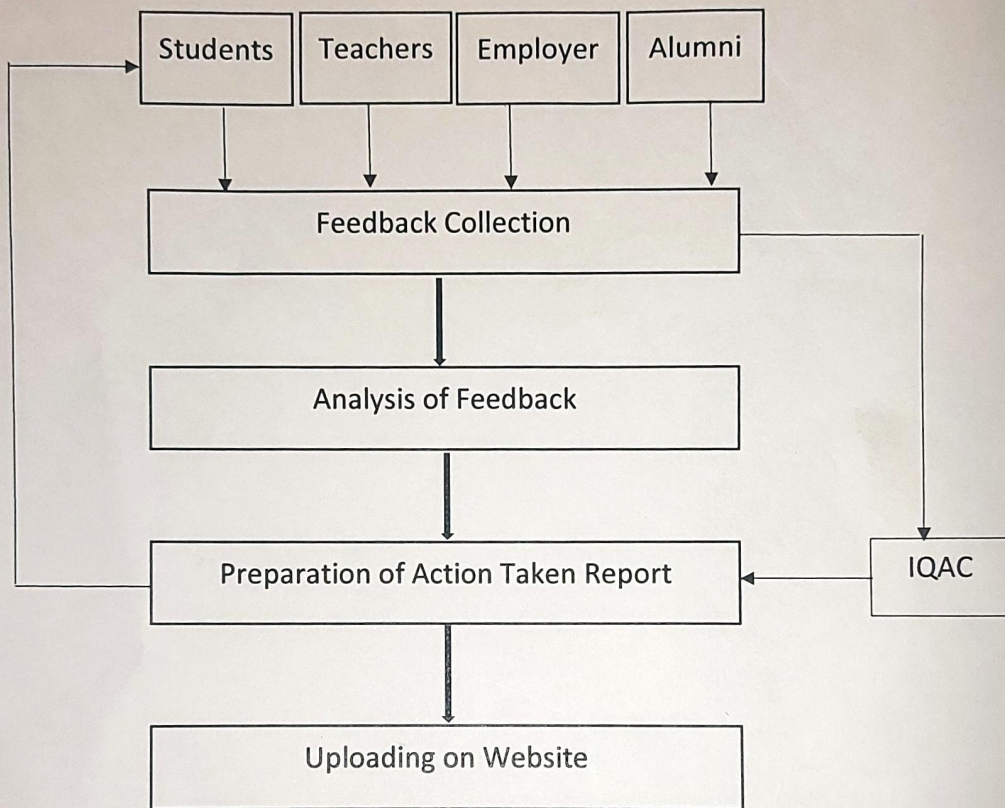 Students Teachers Employer Alumni
Feedback Collection
Analysis of Feedback
Preparation of Action Taken Report
IQAC
Uploading on Website